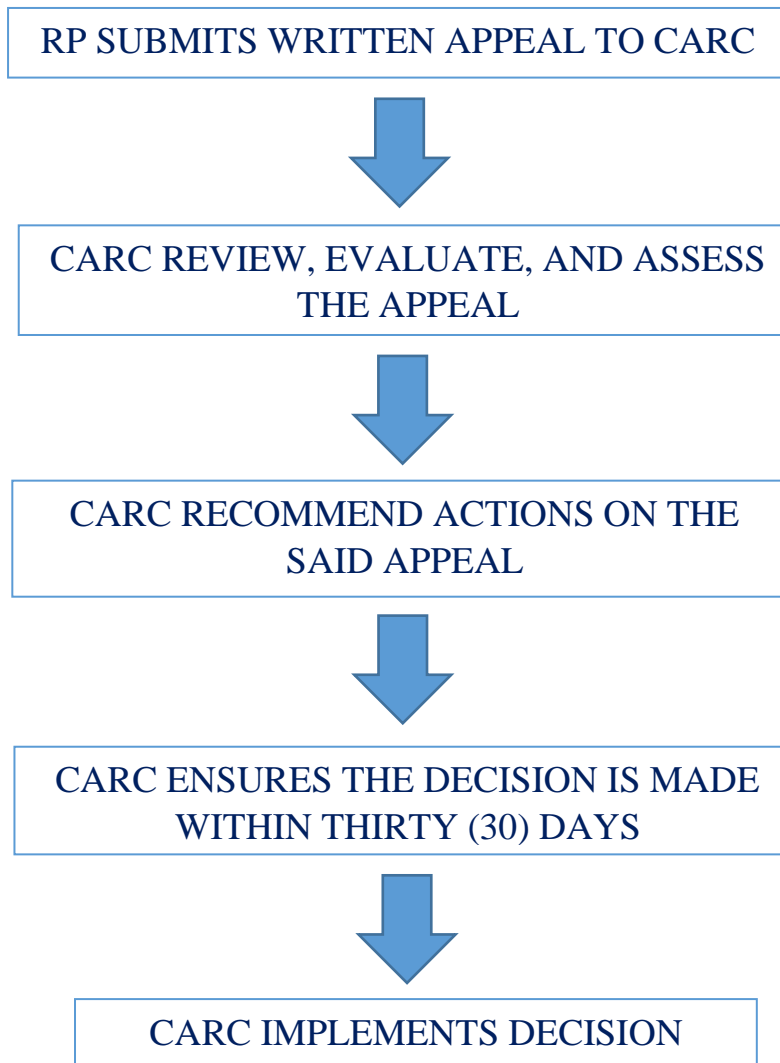 RP SUBMITS WRITTEN APPEAL TO CARC
CARC REVIEW, EVALUATE, AND ASSESS
THE APPEAL
CARC RECOMMEND ACTIONS ON THE
SAID APPEAL
CARC ENSURES THE DECISION IS MADE
WITHIN THIRTY (30) DAYS
CARC IMPLEMENTS DECISION